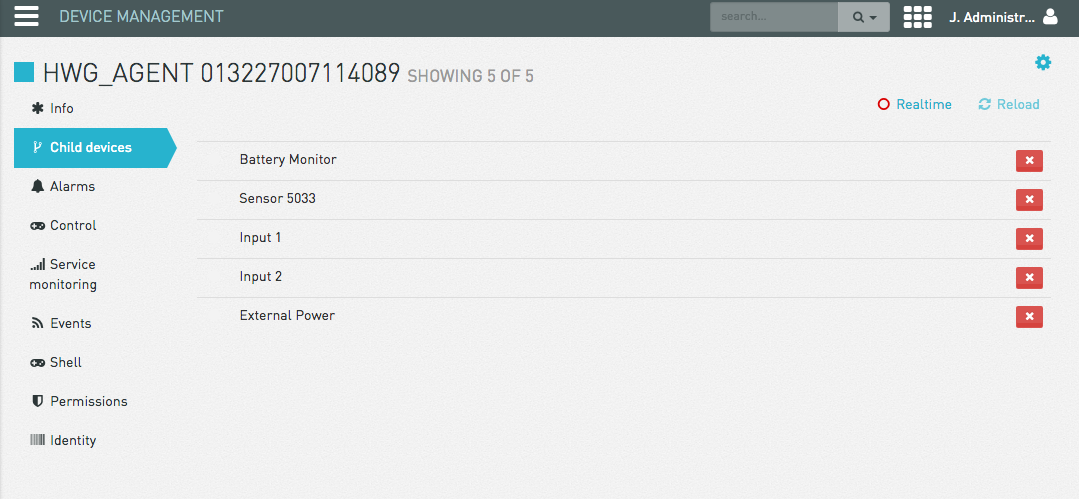 DEVICE MANAGEMENT
search...
J. Administr...
HWG_AGENT 013227007114089 SHOWING 5 OF 5
Info
Realtime
Reload
Child devices
Battery Monitor
Alarms
Sensor 5033
Control
Input 1
Service
monitoring
Input 2
Events
External Power
Shell
Permissions
Identity